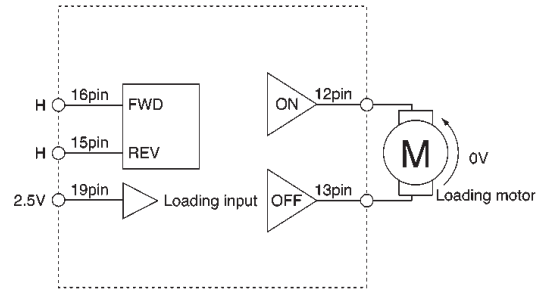 H 16pin FWD ON 12pin
H 15pin REV M 0V
2.5V 19pin Loading input OFF 13pin Loading motor